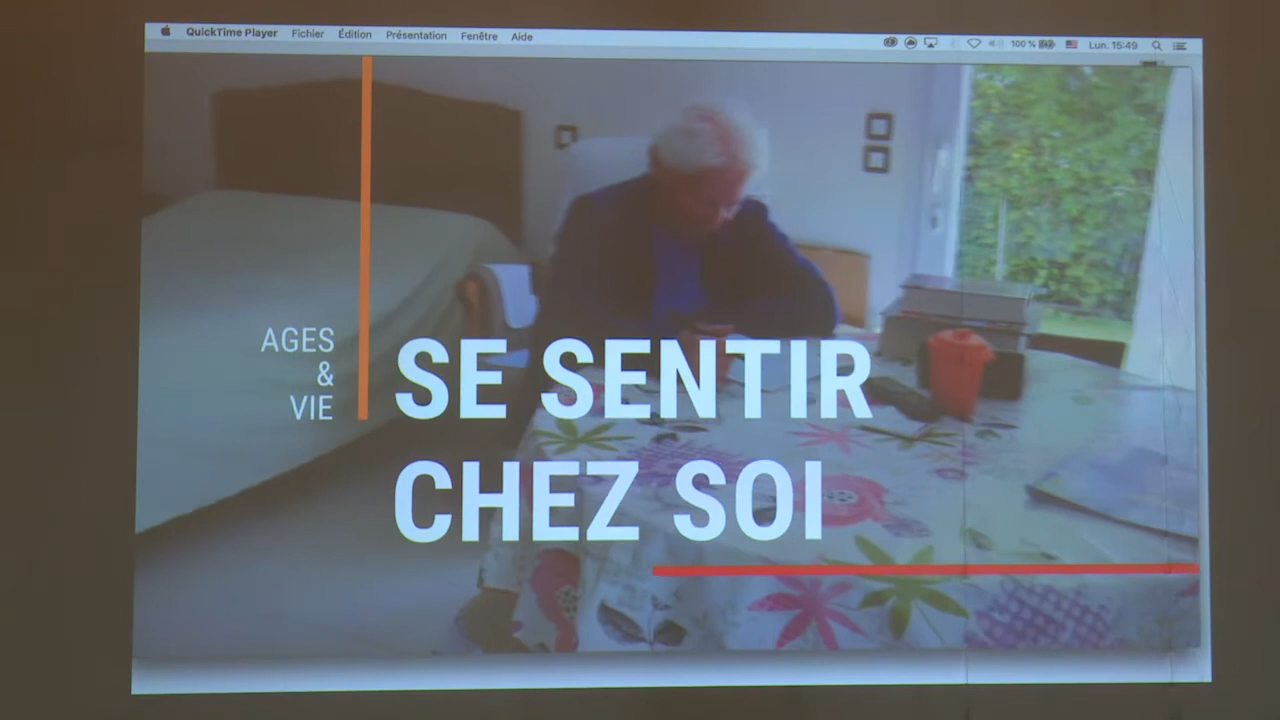 QuickTime Player Fichier Édition Présentation Fenêtre Aide 100 % Lun. 15:49
AGES
&
VIE
SE SENTIR
CHEZ SOI